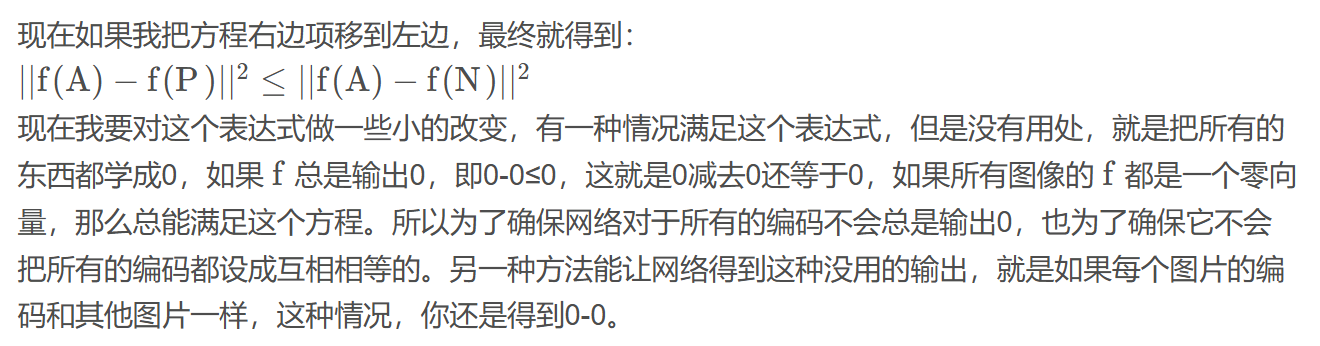 现在如果我把方程右边项移到左边，最终就得到：
||f(A) − f(P)||² ≤ ||f(A) − f(N)||²
现在我要对这个表达式做一些小的改变，有一种情况满足这个表达式，但是没有用处，就是把所有的
东西都学成0，如果 f 总是输出0，即0-0≤0，这就是0减去0还等于0，如果所有图像的 f 都是一个零向
量，那么总能满足这个方程。所以为了确保网络对于所有的编码不会总是输出0，也为了确保它不会
把所有的编码都设成互相相等的。另一种方法能让网络得到这种没用的输出，就是如果每个图片的编
码和其他图片一样，这种情况，你还是得到0-0。